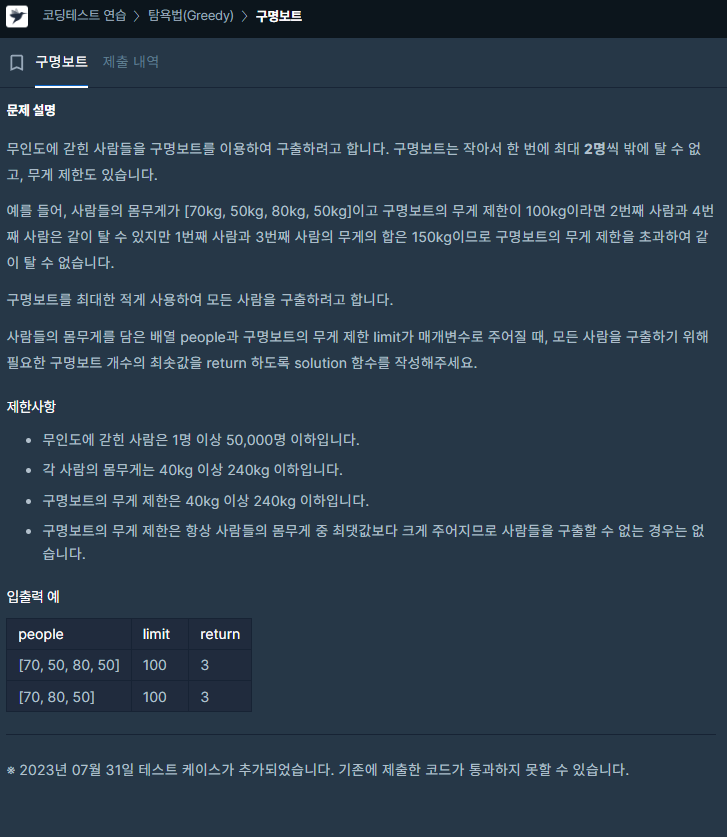 코딩테스트 연습 > 탐욕법(Greedy) > 구명보트
구명보트 제출 내역
문제 설명
무인도에 갇힌 사람들을 구명보트를 이용하여 구출하려고 합니다. 구명보트는 작아서 한 번에 최대 2명씩 밖에 탈 수 없
고, 무게 제한도 있습니다.
예를 들어, 사람들의 몸무게가 [70kg, 50kg, 80kg, 50kg]이고 구명보트의 무게 제한이 100kg이라면 2번째 사람과 4번
째 사람은 같이 탈 수 있지만 1번째 사람과 3번째 사람의 무게의 합은 150kg이므로 구명보트의 무게 제한을 초과하여 같
이 탈 수 없습니다.
구명보트를 최대한 적게 사용하여 모든 사람을 구출하려고 합니다.
사람들의 몸무게를 담은 배열 people과 구명보트의 무게 제한 limit가 매개변수로 주어질 때, 모든 사람을 구출하기 위해
필요한 구명보트 개수의 최솟값을 return 하도록 solution 함수를 작성해주세요.
제한사항
• 무인도에 갇힌 사람은 1명 이상 50,000명 이하입니다.
• 각 사람의 몸무게는 40kg 이상 240kg 이하입니다.
• 구명보트의 무게 제한은 40kg 이상 240kg 이하입니다.
• 구명보트의 무게 제한은 항상 사람들의 몸무게 중 최댓값보다 크게 주어지므로 사람들을 구출할 수 없는 경우는 없
습니다.
입출력 예
people limit return
[70, 50, 80, 50] 100 3
[70, 80, 50] 100 3
※ 2023년 07월 31일 테스트 케이스가 추가되었습니다. 기존에 제출한 코드가 통과하지 못할 수 있습니다.